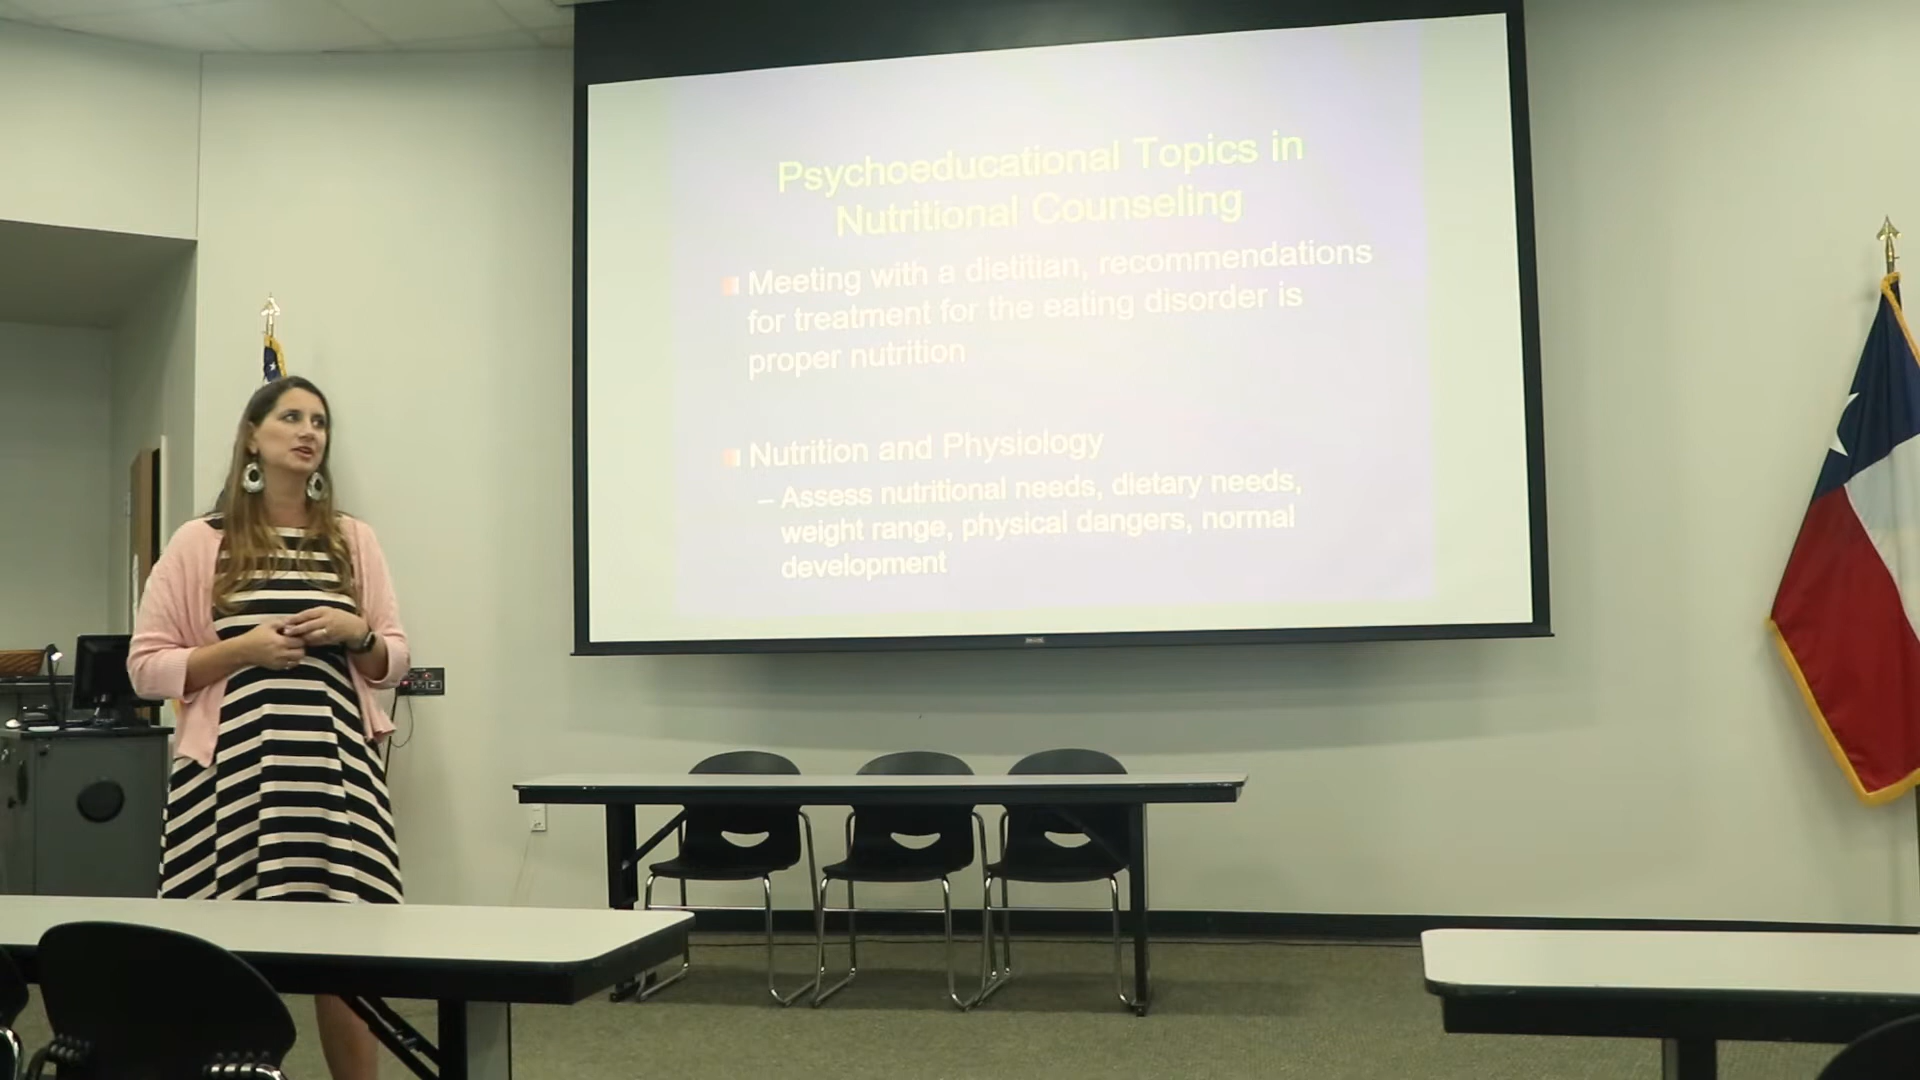 Psychoeducational Topics in
Nutritional Counseling
Meeting with a dietitian, recommendations
for treatment for the eating disorder is
proper nutrition
Nutrition and Physiology
– Assess nutritional needs, dietary needs,
weight range, physical dangers, normal
development